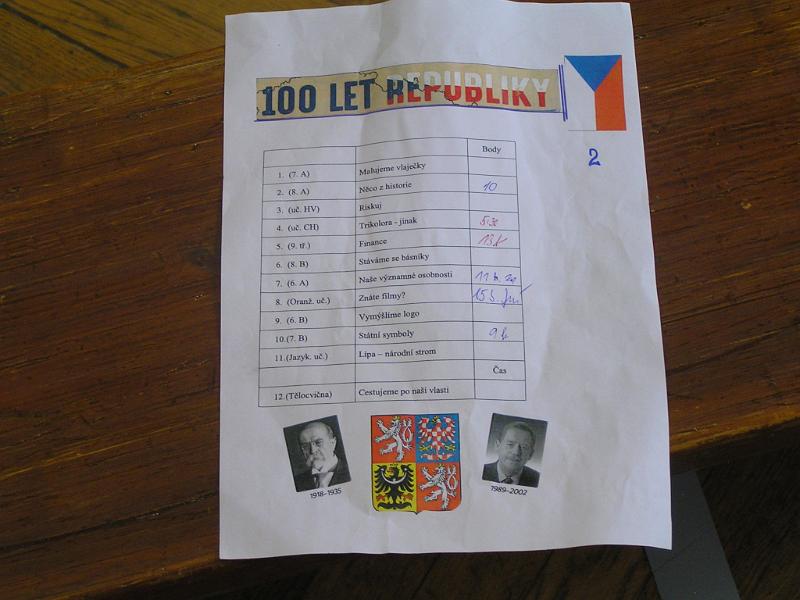 100 LET REPUBLIKY
2
Body
1. (7. A) Malujeme vlaječky
2. (8. A) Něco z historie 10
3. (uč. HV) Riskuj
4. (uč. CH) Trikolora - jinak
5. (9. tř.) Finance
6. (8. B) Stáváme se básníky
7. (6. A) Naše významné osobnosti 11 b.
8. (Oranž. uč.) Znáte filmy? 15 b.
9. (6. B) Vymýšlíme logo
10.(7. B) Státní symboly 9 b
11.(Jazyk. uč.) Lípa – národní strom
Čas
12.(Tělocvična) Cestujeme po naší vlasti
1918-1935
1989-2002